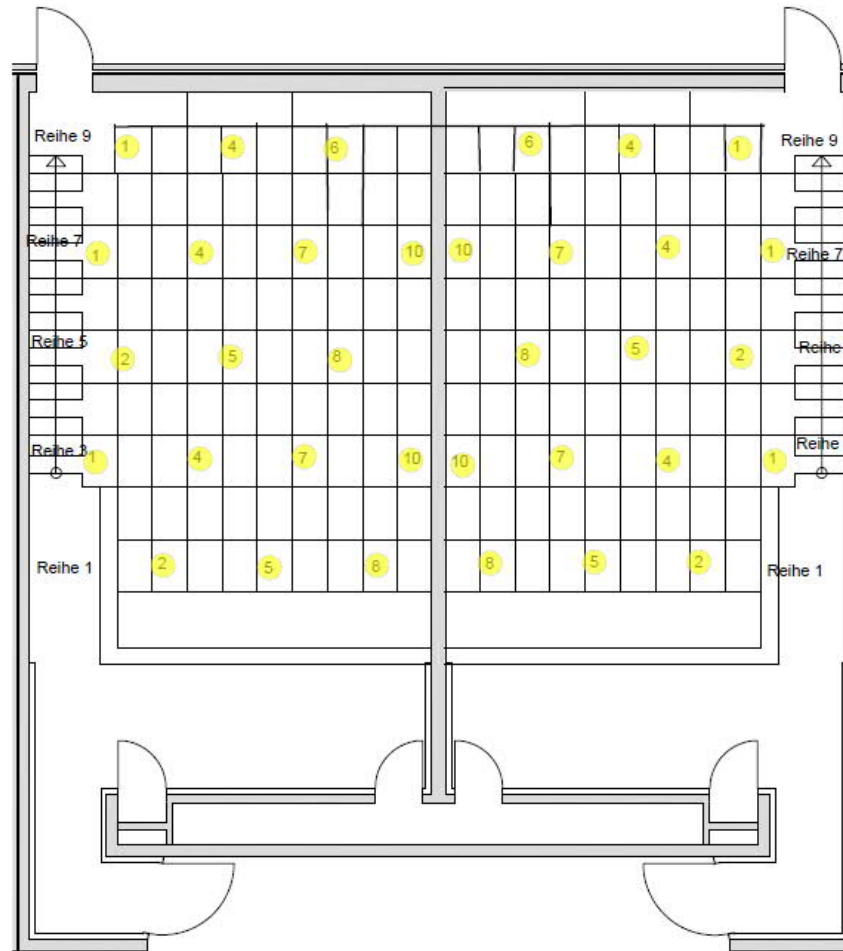 Reihe 9 1 4 6 6 4 1 Reihe 9
Reihe 7 1 4 7 10 10 7 4 1 Reihe 7
Reihe 5 2 5 8 8 5 2 Reihe
Reihe 3 1 4 7 10 10 7 4 1 Reihe
Reihe 1 2 5 8 8 5 2 Reihe 1